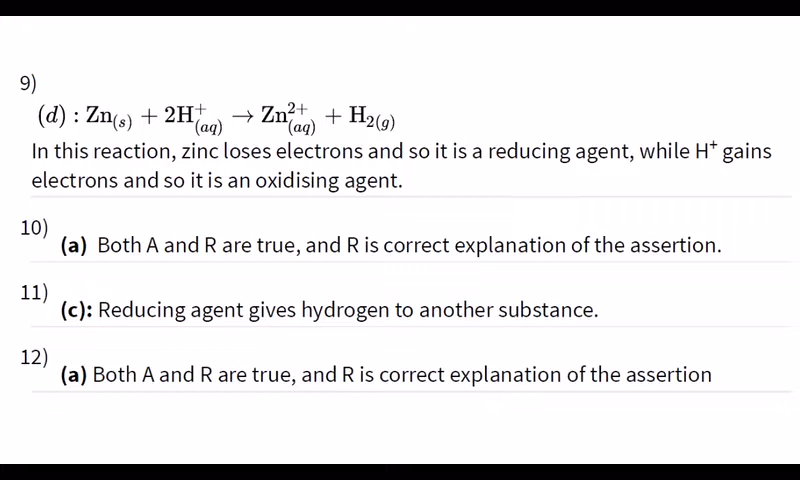 9)
(d) : Zn(s) + 2H⁺(aq) → Zn²⁺(aq) + H₂(g)
In this reaction, zinc loses electrons and so it is a reducing agent, while H⁺ gains
electrons and so it is an oxidising agent.
10)
(a) Both A and R are true, and R is correct explanation of the assertion.
11)
(c): Reducing agent gives hydrogen to another substance.
12)
(a) Both A and R are true, and R is correct explanation of the assertion